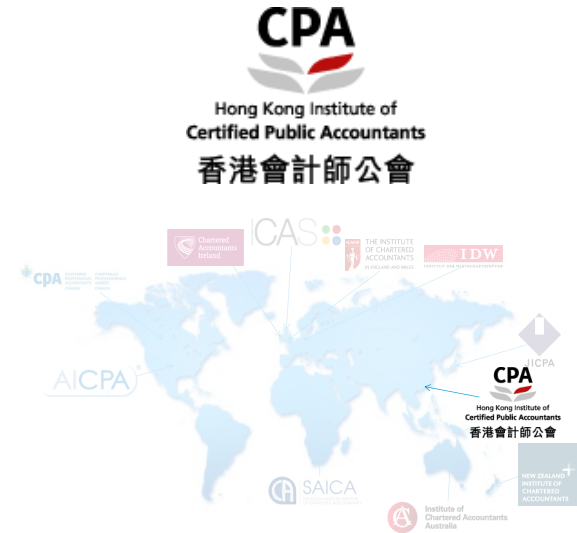 CPA
Hong Kong Institute of
Certified Public Accountants
香港會計師公會
ICAS
Chartered
Accountants
Ireland
THE INSTITUTE
OF CHARTERED
ACCOUNTANTS
IN ENGLAND AND WALES
IDW
CPA
AICPA
JICPA
CPA
Hong Kong Institute of
Certified Public Accountants
香港會計師公會
NEW ZEALAND
INSTITUTE OF
CHARTERED
ACCOUNTANTS
SAICA
Institute of
Chartered Accountants
Australia